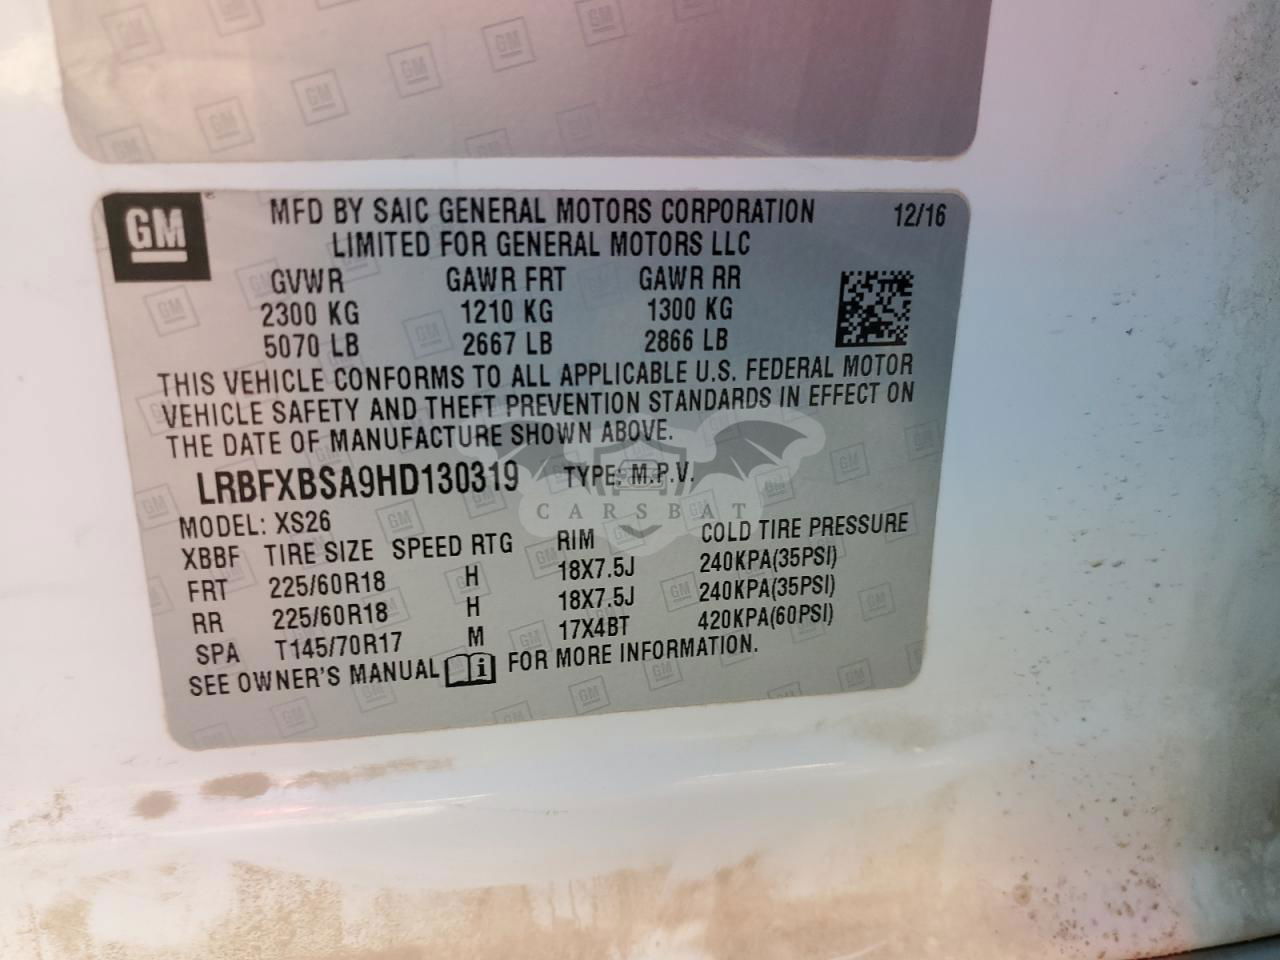 GM
MFD BY SAIC GENERAL MOTORS CORPORATION 12/16
LIMITED FOR GENERAL MOTORS LLC
GVWR GAWR FRT GAWR RR
2300 KG 1210 KG 1300 KG
5070 LB 2667 LB 2866 LB
THIS VEHICLE CONFORMS TO ALL APPLICABLE U.S. FEDERAL MOTOR
VEHICLE SAFETY AND THEFT PREVENTION STANDARDS IN EFFECT ON
THE DATE OF MANUFACTURE SHOWN ABOVE.
LRBFXBSA9HD130319 TYPE: M.P.V.
CARSBAT
MODEL: XS26
XBBF TIRE SIZE SPEED RTG RIM COLD TIRE PRESSURE
FRT 225/60R18 H 18X7.5J 240KPA(35PSI)
RR 225/60R18 H 18X7.5J 240KPA(35PSI)
SPA T145/70R17 M 17X4BT 420KPA(60PSI)
SEE OWNER'S MANUAL i FOR MORE INFORMATION.